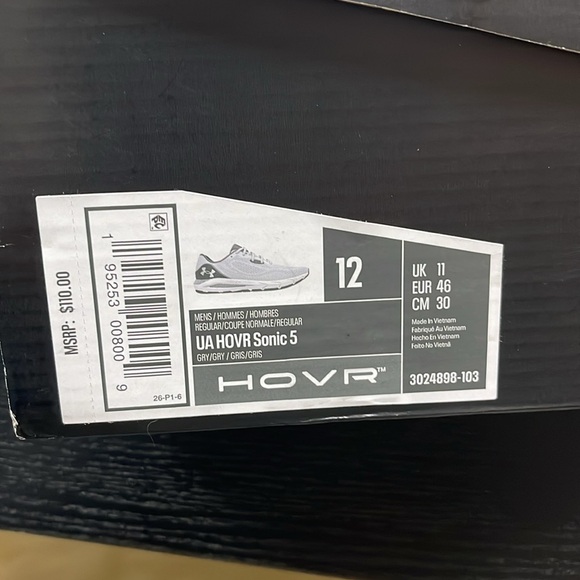 MSRP: $110.00
1 95253 00800 9
26-P1-6
MENS / HOMMES / HOMBRES
REGULAR/COUPE NORMALE/REGULAR
UA HOVR Sonic 5
GRY/GRY / GRIS/GRIS
HOVR™
12
UK 11
EUR 46
CM 30
Made In Vietnam
Fabriqué Au Vietnam
Hecho En Vietnam
Feito No Vietnã
3024898-103